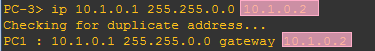 PC-3> ip 10.1.0.1 255.255.0.0 10.1.0.2
Checking for duplicate address...
PC1 : 10.1.0.1 255.255.0.0 gateway 10.1.0.2